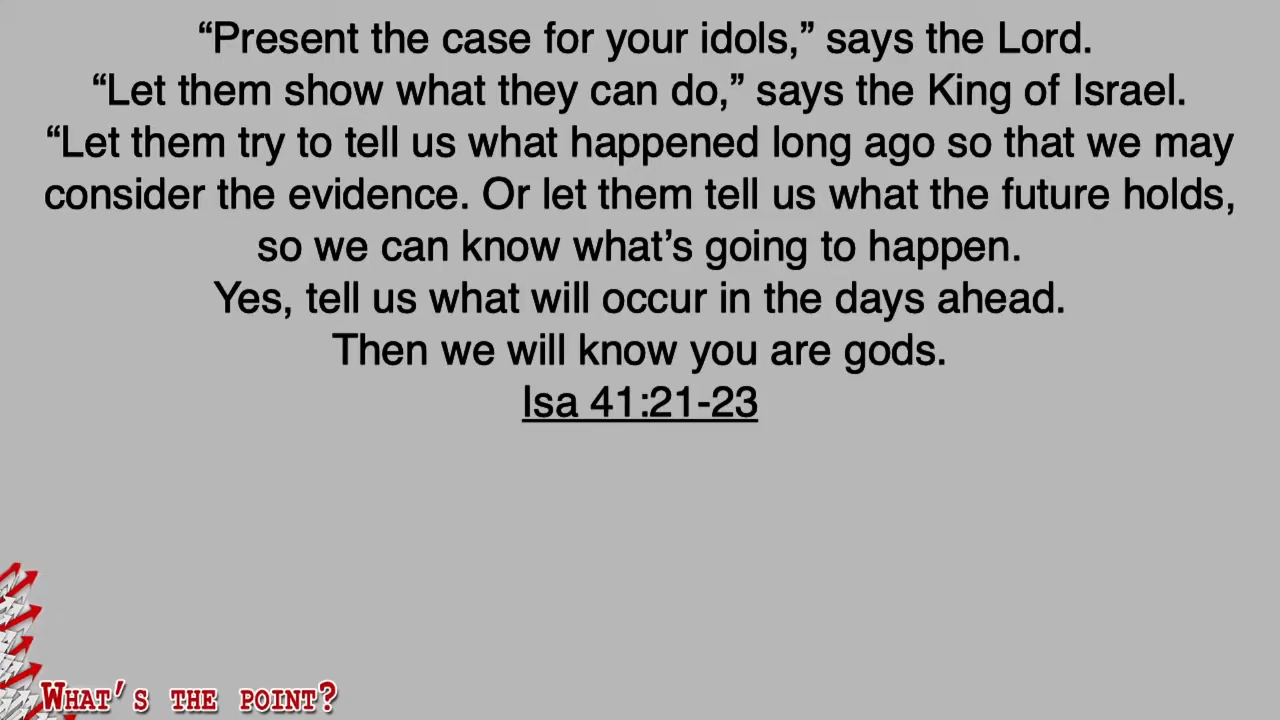 “Present the case for your idols,” says the Lord.
“Let them show what they can do,” says the King of Israel.
“Let them try to tell us what happened long ago so that we may
consider the evidence. Or let them tell us what the future holds,
so we can know what’s going to happen.
Yes, tell us what will occur in the days ahead.
Then we will know you are gods.
Isa 41:21-23
What's the point?